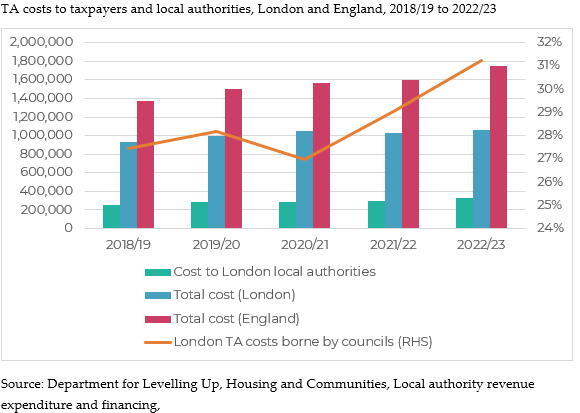 TA costs to taxpayers and local authorities, London and England, 2018/19 to 2022/23
2,000,000
1,800,000
1,600,000
1,400,000
1,200,000
1,000,000
800,000
600,000
400,000
200,000
0
32%
31%
30%
29%
28%
27%
26%
25%
24%
2018/19 2019/20 2020/21 2021/22 2022/23
Cost to London local authorities
Total cost (London)
Total cost (England)
London TA costs borne by councils (RHS)
Source: Department for Levelling Up, Housing and Communities, Local authority revenue
expenditure and financing,